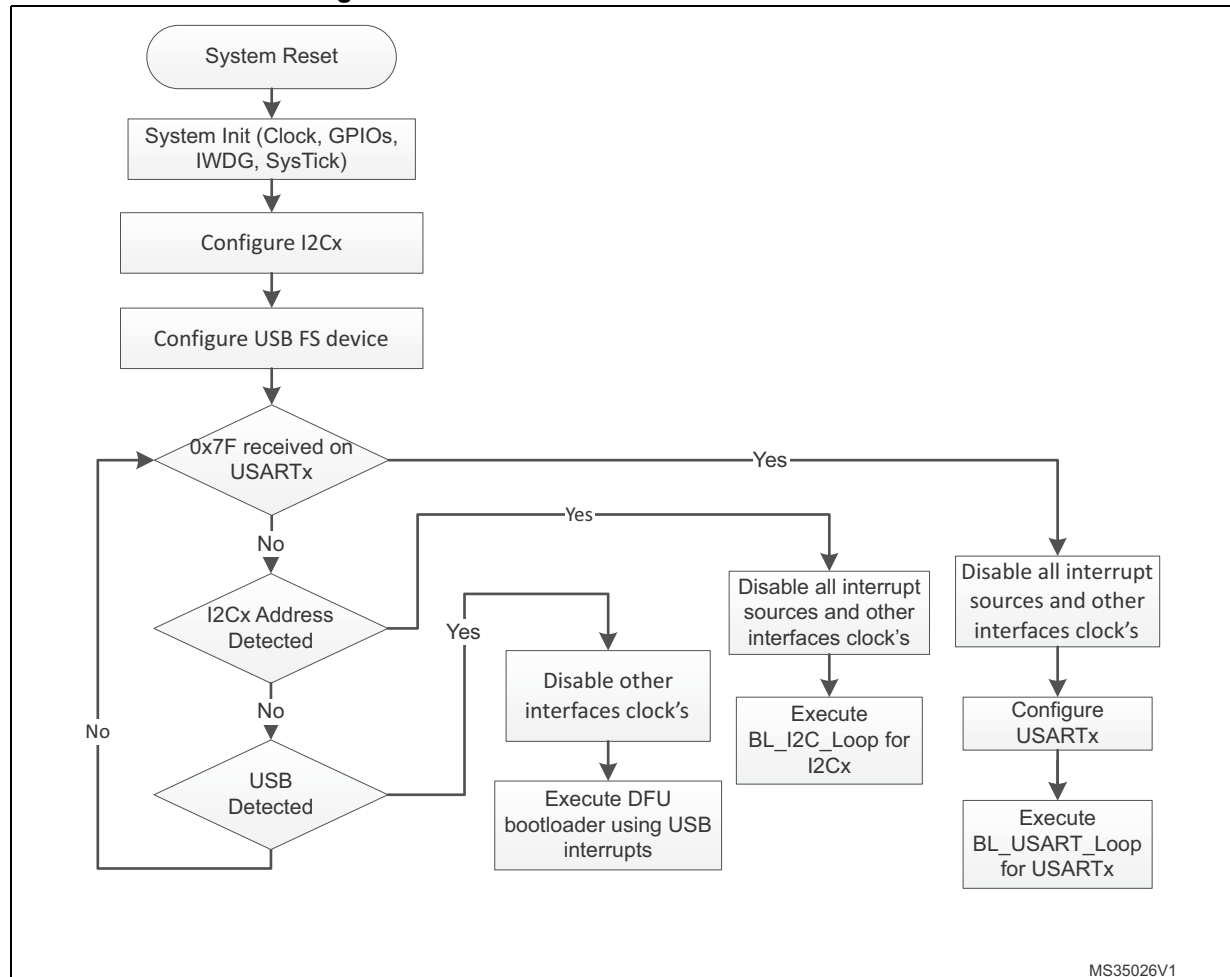 System Reset
System Init (Clock, GPIOs,
IWDG, SysTick)
Configure I2Cx
Configure USB FS device
0x7F received on
USARTx
Yes
No
Yes
I2Cx Address
Detected
Yes
No
No
USB
Detected
Disable other
interfaces clock's
Execute DFU
bootloader using USB
interrupts
Disable all interrupt
sources and other
interfaces clock's
Execute
BL_I2C_Loop for
I2Cx
Disable all interrupt
sources and other
interfaces clock's
Configure
USARTx
Execute
BL_USART_Loop
for USARTx
MS35026V1